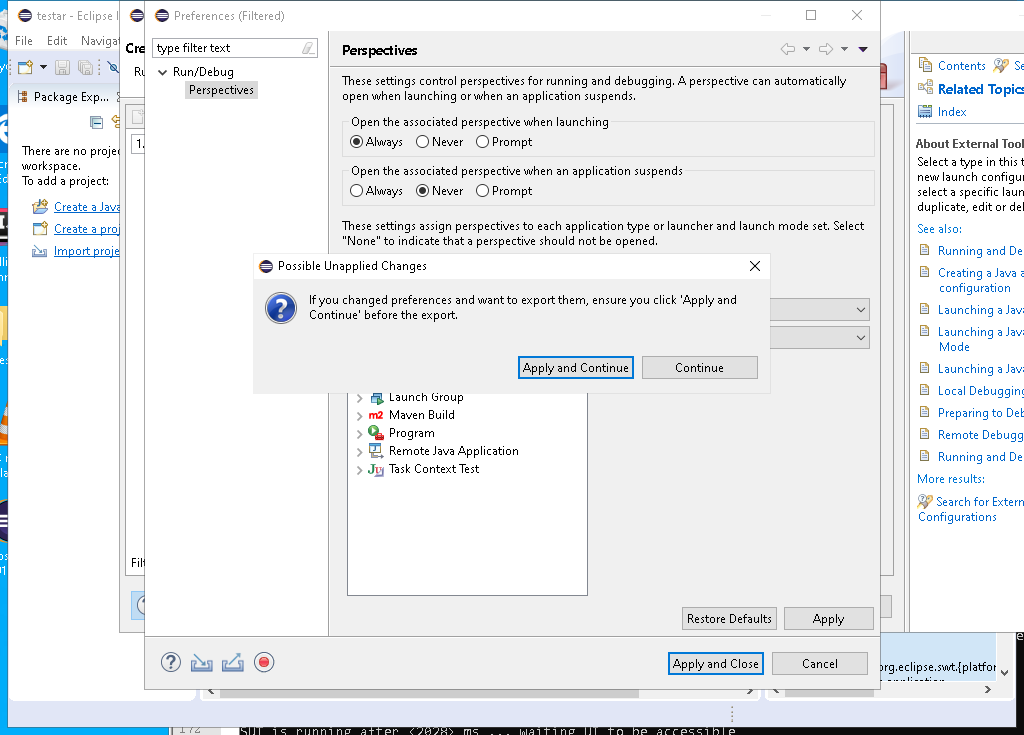 testar - Eclipse I
File Edit Navigat
Package Exp...
There are no projec
workspace.
To add a project:
Create a Java
Create a proj
Import proje
Cre
Ru
1.
Filt
Preferences (Filtered)
type filter text
Run/Debug
Perspectives
Perspectives
These settings control perspectives for running and debugging. A perspective can automatically
open when launching or when an application suspends.
Open the associated perspective when launching
Always Never Prompt
Open the associated perspective when an application suspends
Always Never Prompt
These settings assign perspectives to each application type or launcher and launch mode set. Select
"None" to indicate that a perspective should not be opened.
Possible Unapplied Changes
If you changed preferences and want to export them, ensure you click 'Apply and
Continue' before the export.
Apply and Continue Continue
Launch Group
Maven Build
Program
Remote Java Application
Task Context Test
Restore Defaults Apply
Apply and Close Cancel
Contents Se
Related Topics
Index
About External Tool
Select a type in this t
new launch configur
select a specific laun
duplicate, edit or del
See also:
Running and De
Creating a Java a
configuration
Launching a Java
Launching a Java
Mode
Launching a Java
Local Debugging
Preparing to Deb
Remote Debugg
Running and De
More results:
Search for Extern
Configurations
org.eclipse.swt.{platfor
172
SUT is running after <2028> ms ... waiting UI to be accessible